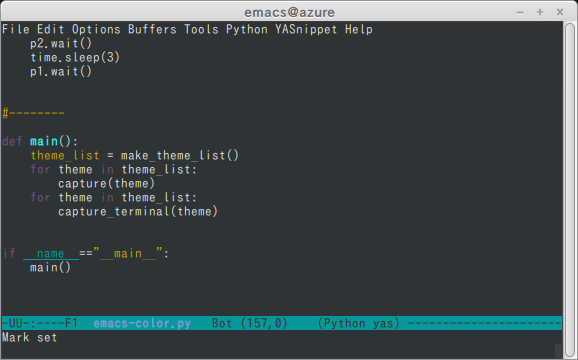 emacs@azure
File Edit Options Buffers Tools Python YASnippet Help
    p2.wait()
    time.sleep(3)
    p1.wait()
#--------
def main():
    theme_list = make_theme_list()
    for theme in theme_list:
        capture(theme)
    for theme in theme_list:
        capture_terminal(theme)
if __name__=="__main__":
    main()
-UU-:----F1  emacs-color.py   Bot (157,0)    (Python yas) ----------------------
Mark set